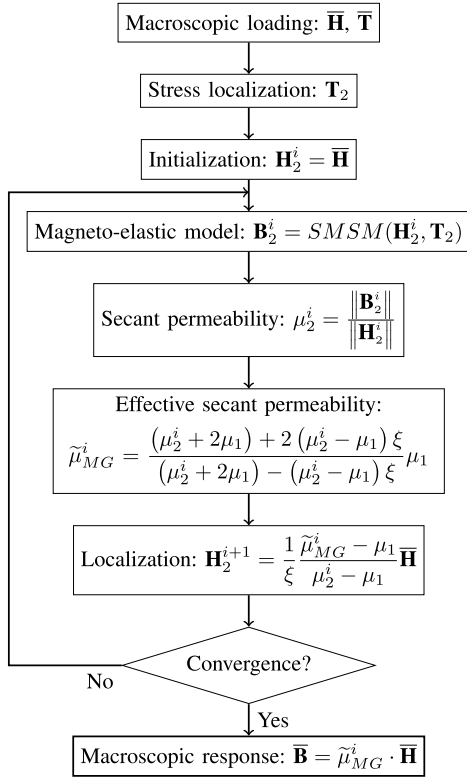 Macroscopic loading: H̅, T̅
Stress localization: T₂
Initialization: H₂ⁱ = H̅
Magneto-elastic model: B₂ⁱ = SMSM(H₂ⁱ, T₂)
Secant permeability: μ₂ⁱ = ‖B₂ⁱ‖ / ‖H₂ⁱ‖
Effective secant permeability:
μ̃ⁱ_MG = ((μ₂ⁱ + 2μ₁) + 2 (μ₂ⁱ − μ₁) ξ) / ((μ₂ⁱ + 2μ₁) − (μ₂ⁱ − μ₁) ξ) μ₁
Localization: H₂ⁱ⁺¹ = (1/ξ) (μ̃ⁱ_MG − μ₁) / (μ₂ⁱ − μ₁) H̅
Convergence?
No
Yes
Macroscopic response: B̅ = μ̃ⁱ_MG · H̅